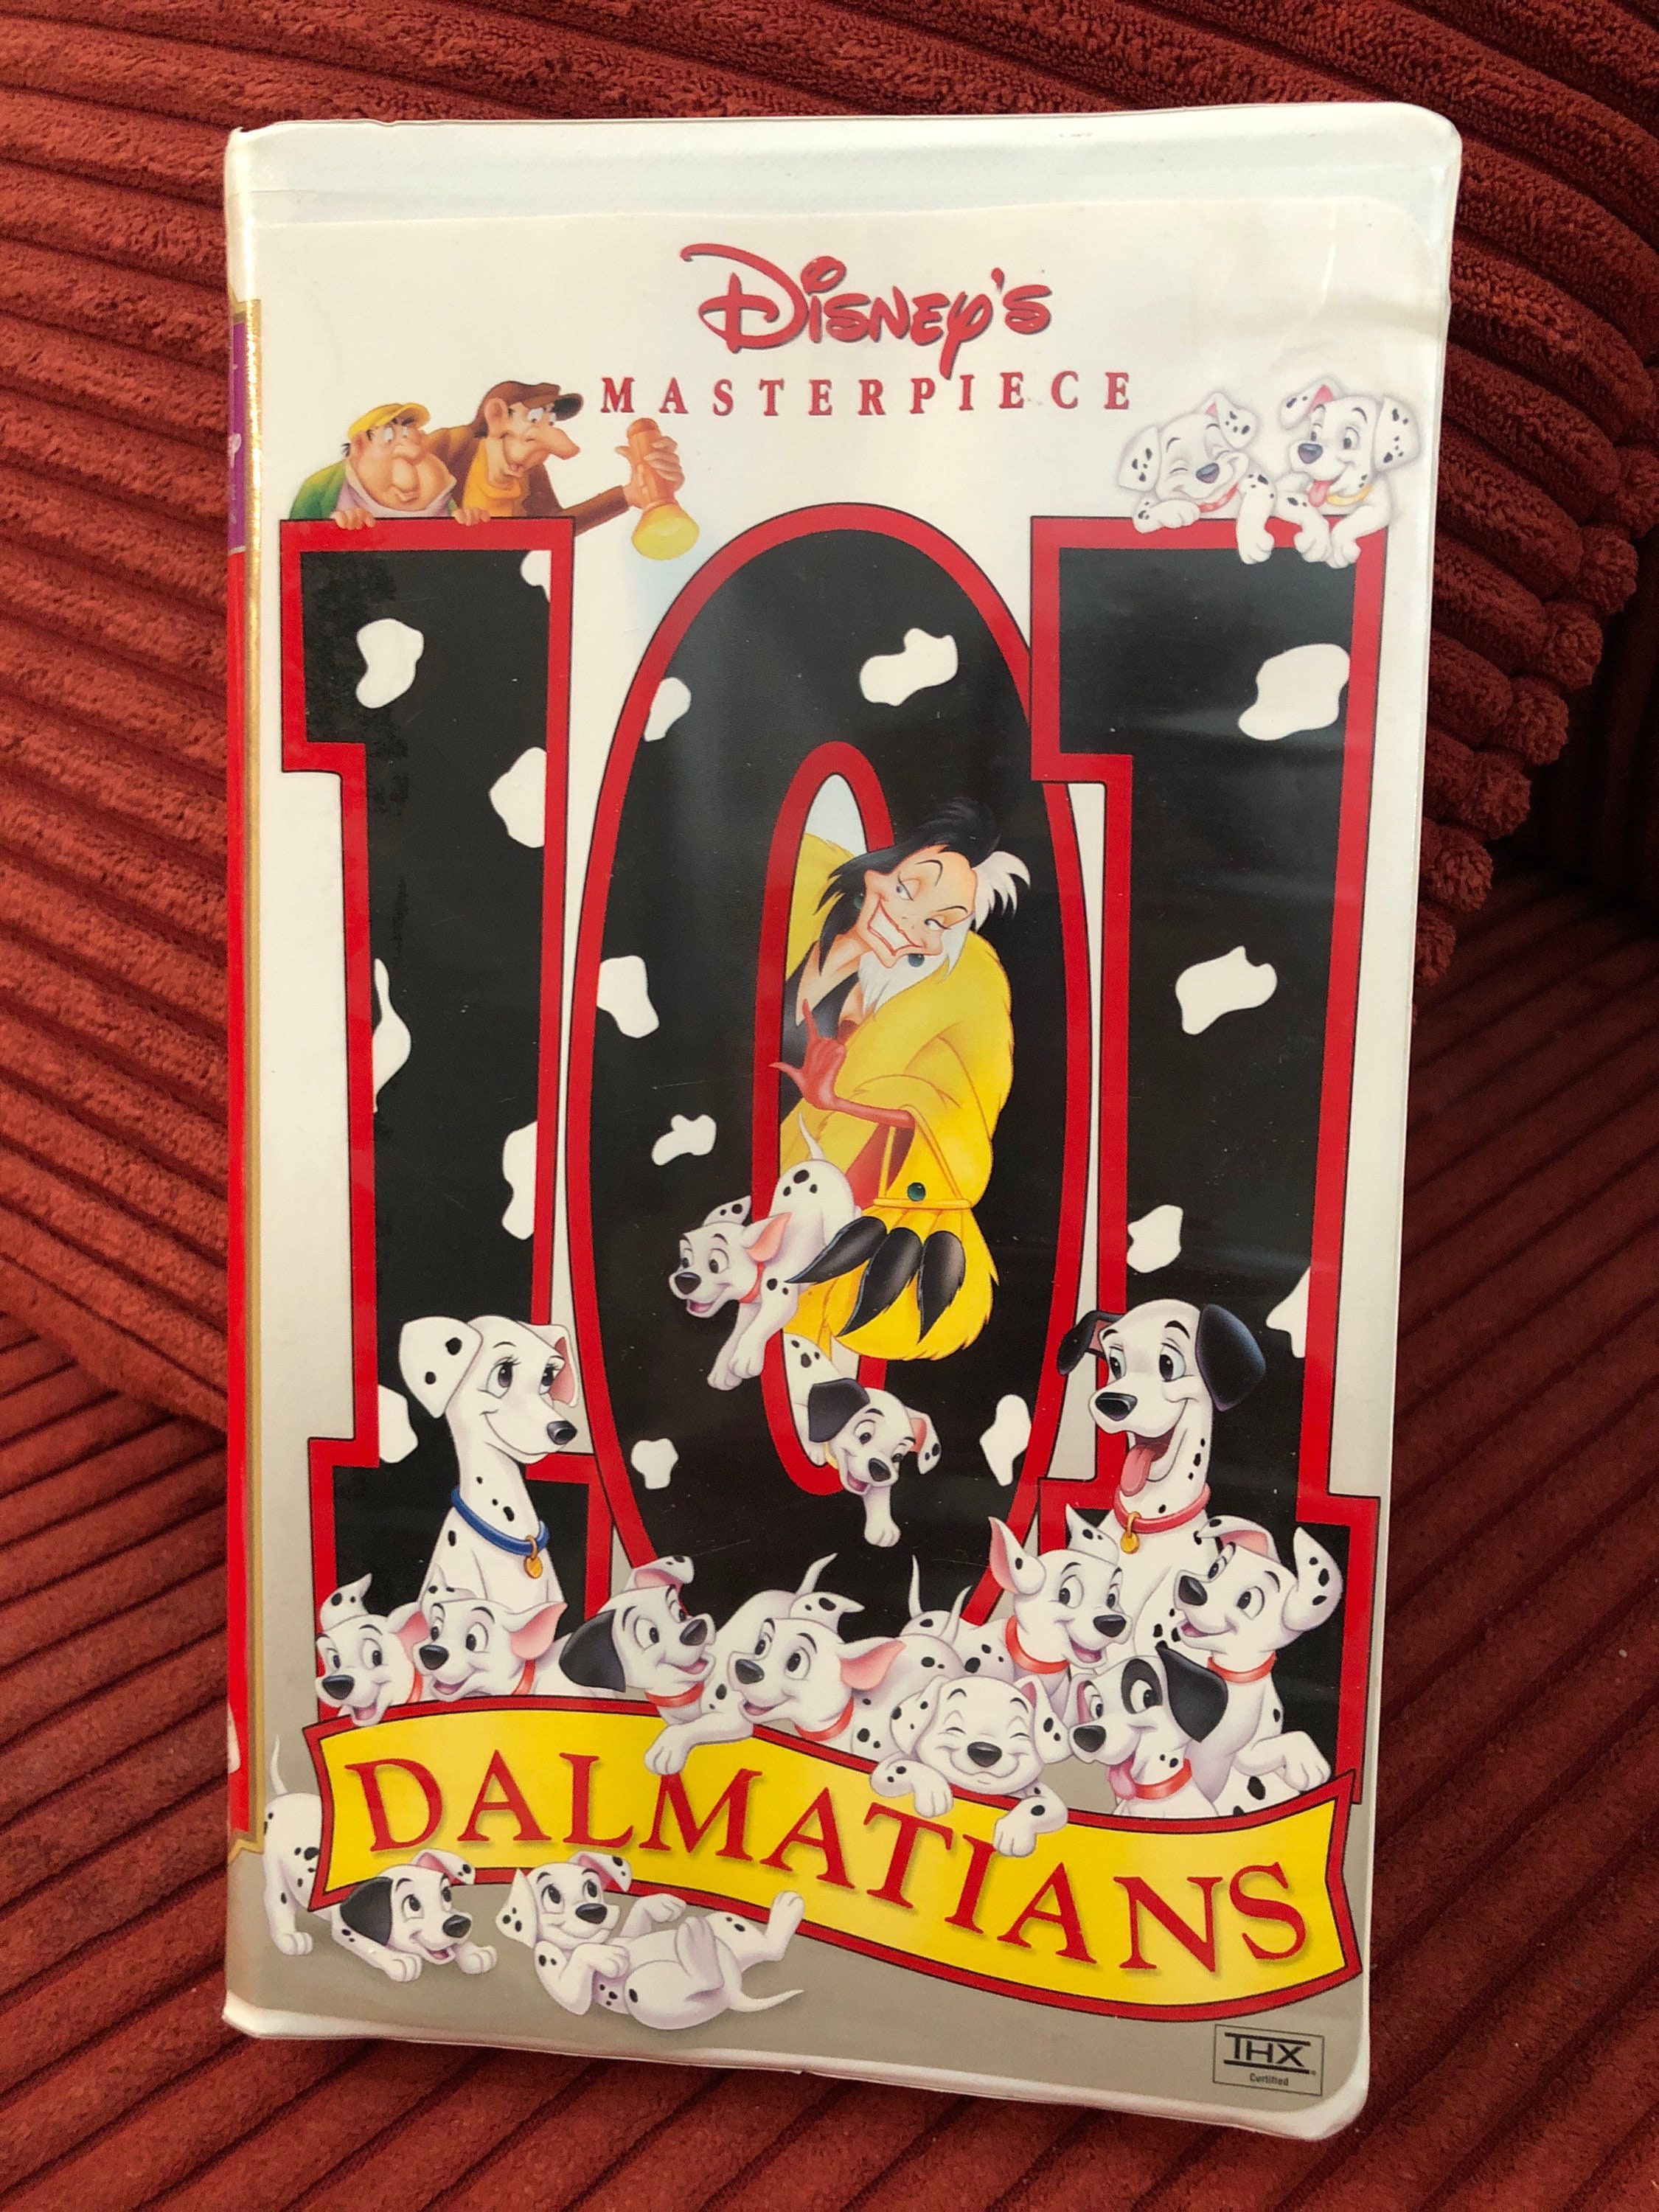 Disney's
MASTERPIECE
101
DALMATIANS
THX
Certified